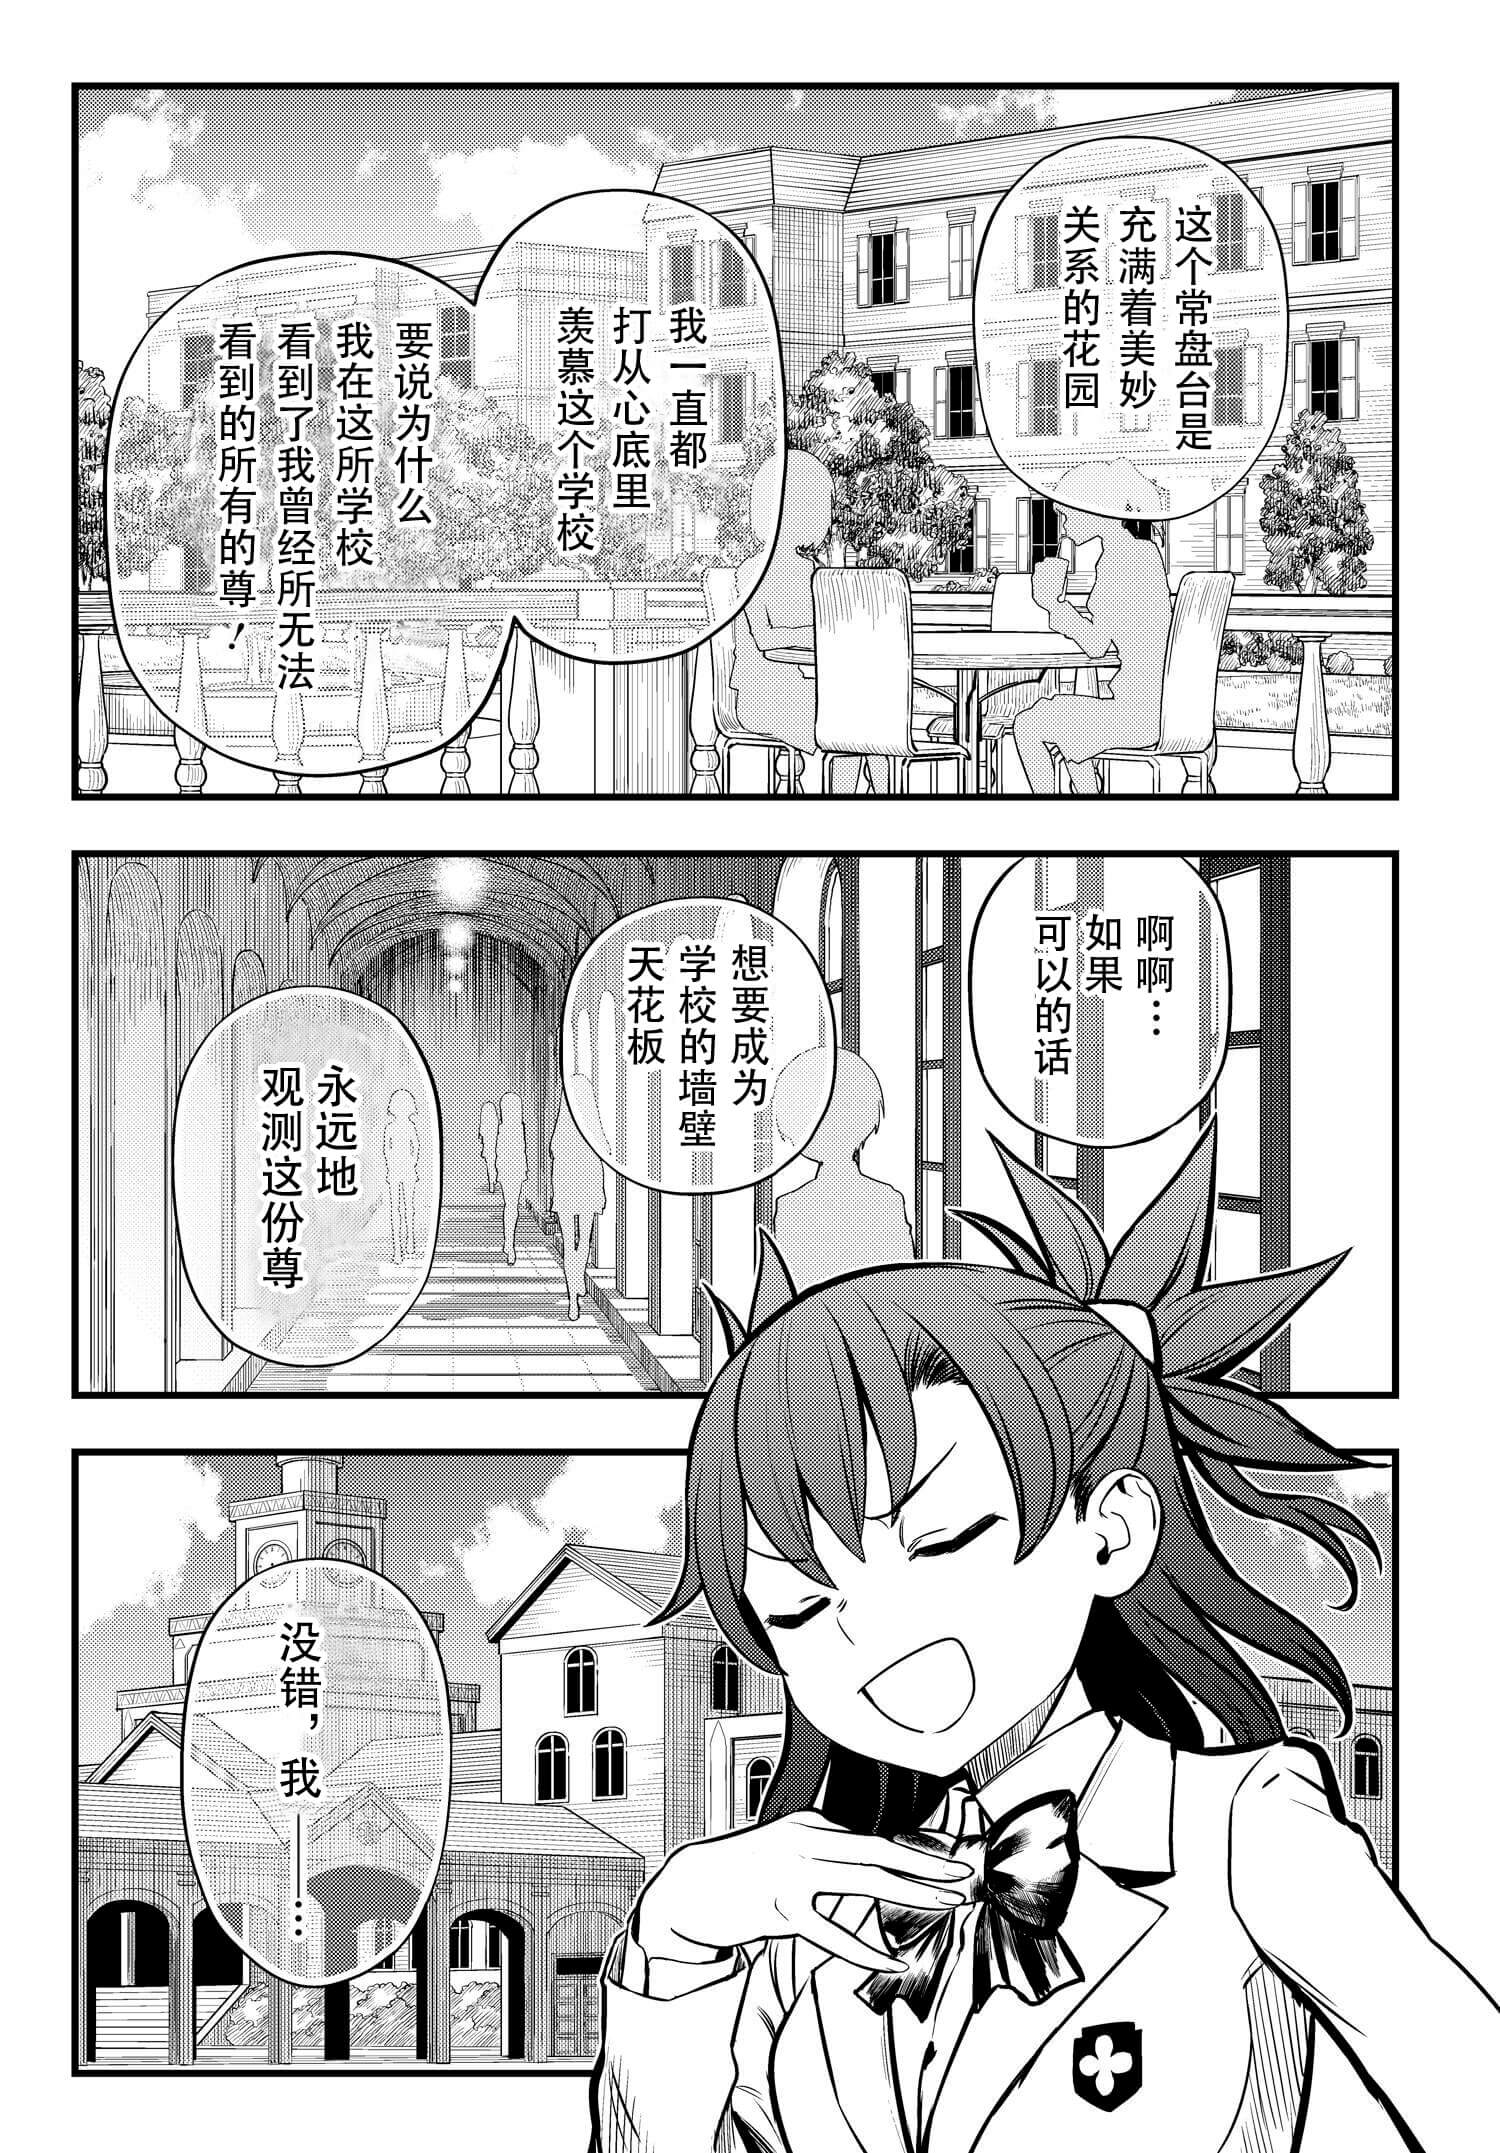 这个常盘台是
充满着美妙
关系的花园
我一直都
打从心底里
羡慕这个学校
要说为什么
我在这所学校
看到了我曾经所无法
看到的所有的尊！
啊啊…
如果
可以的话
想要成为
学校的墙壁
天花板
永远地
观测这份尊
没错，我——…